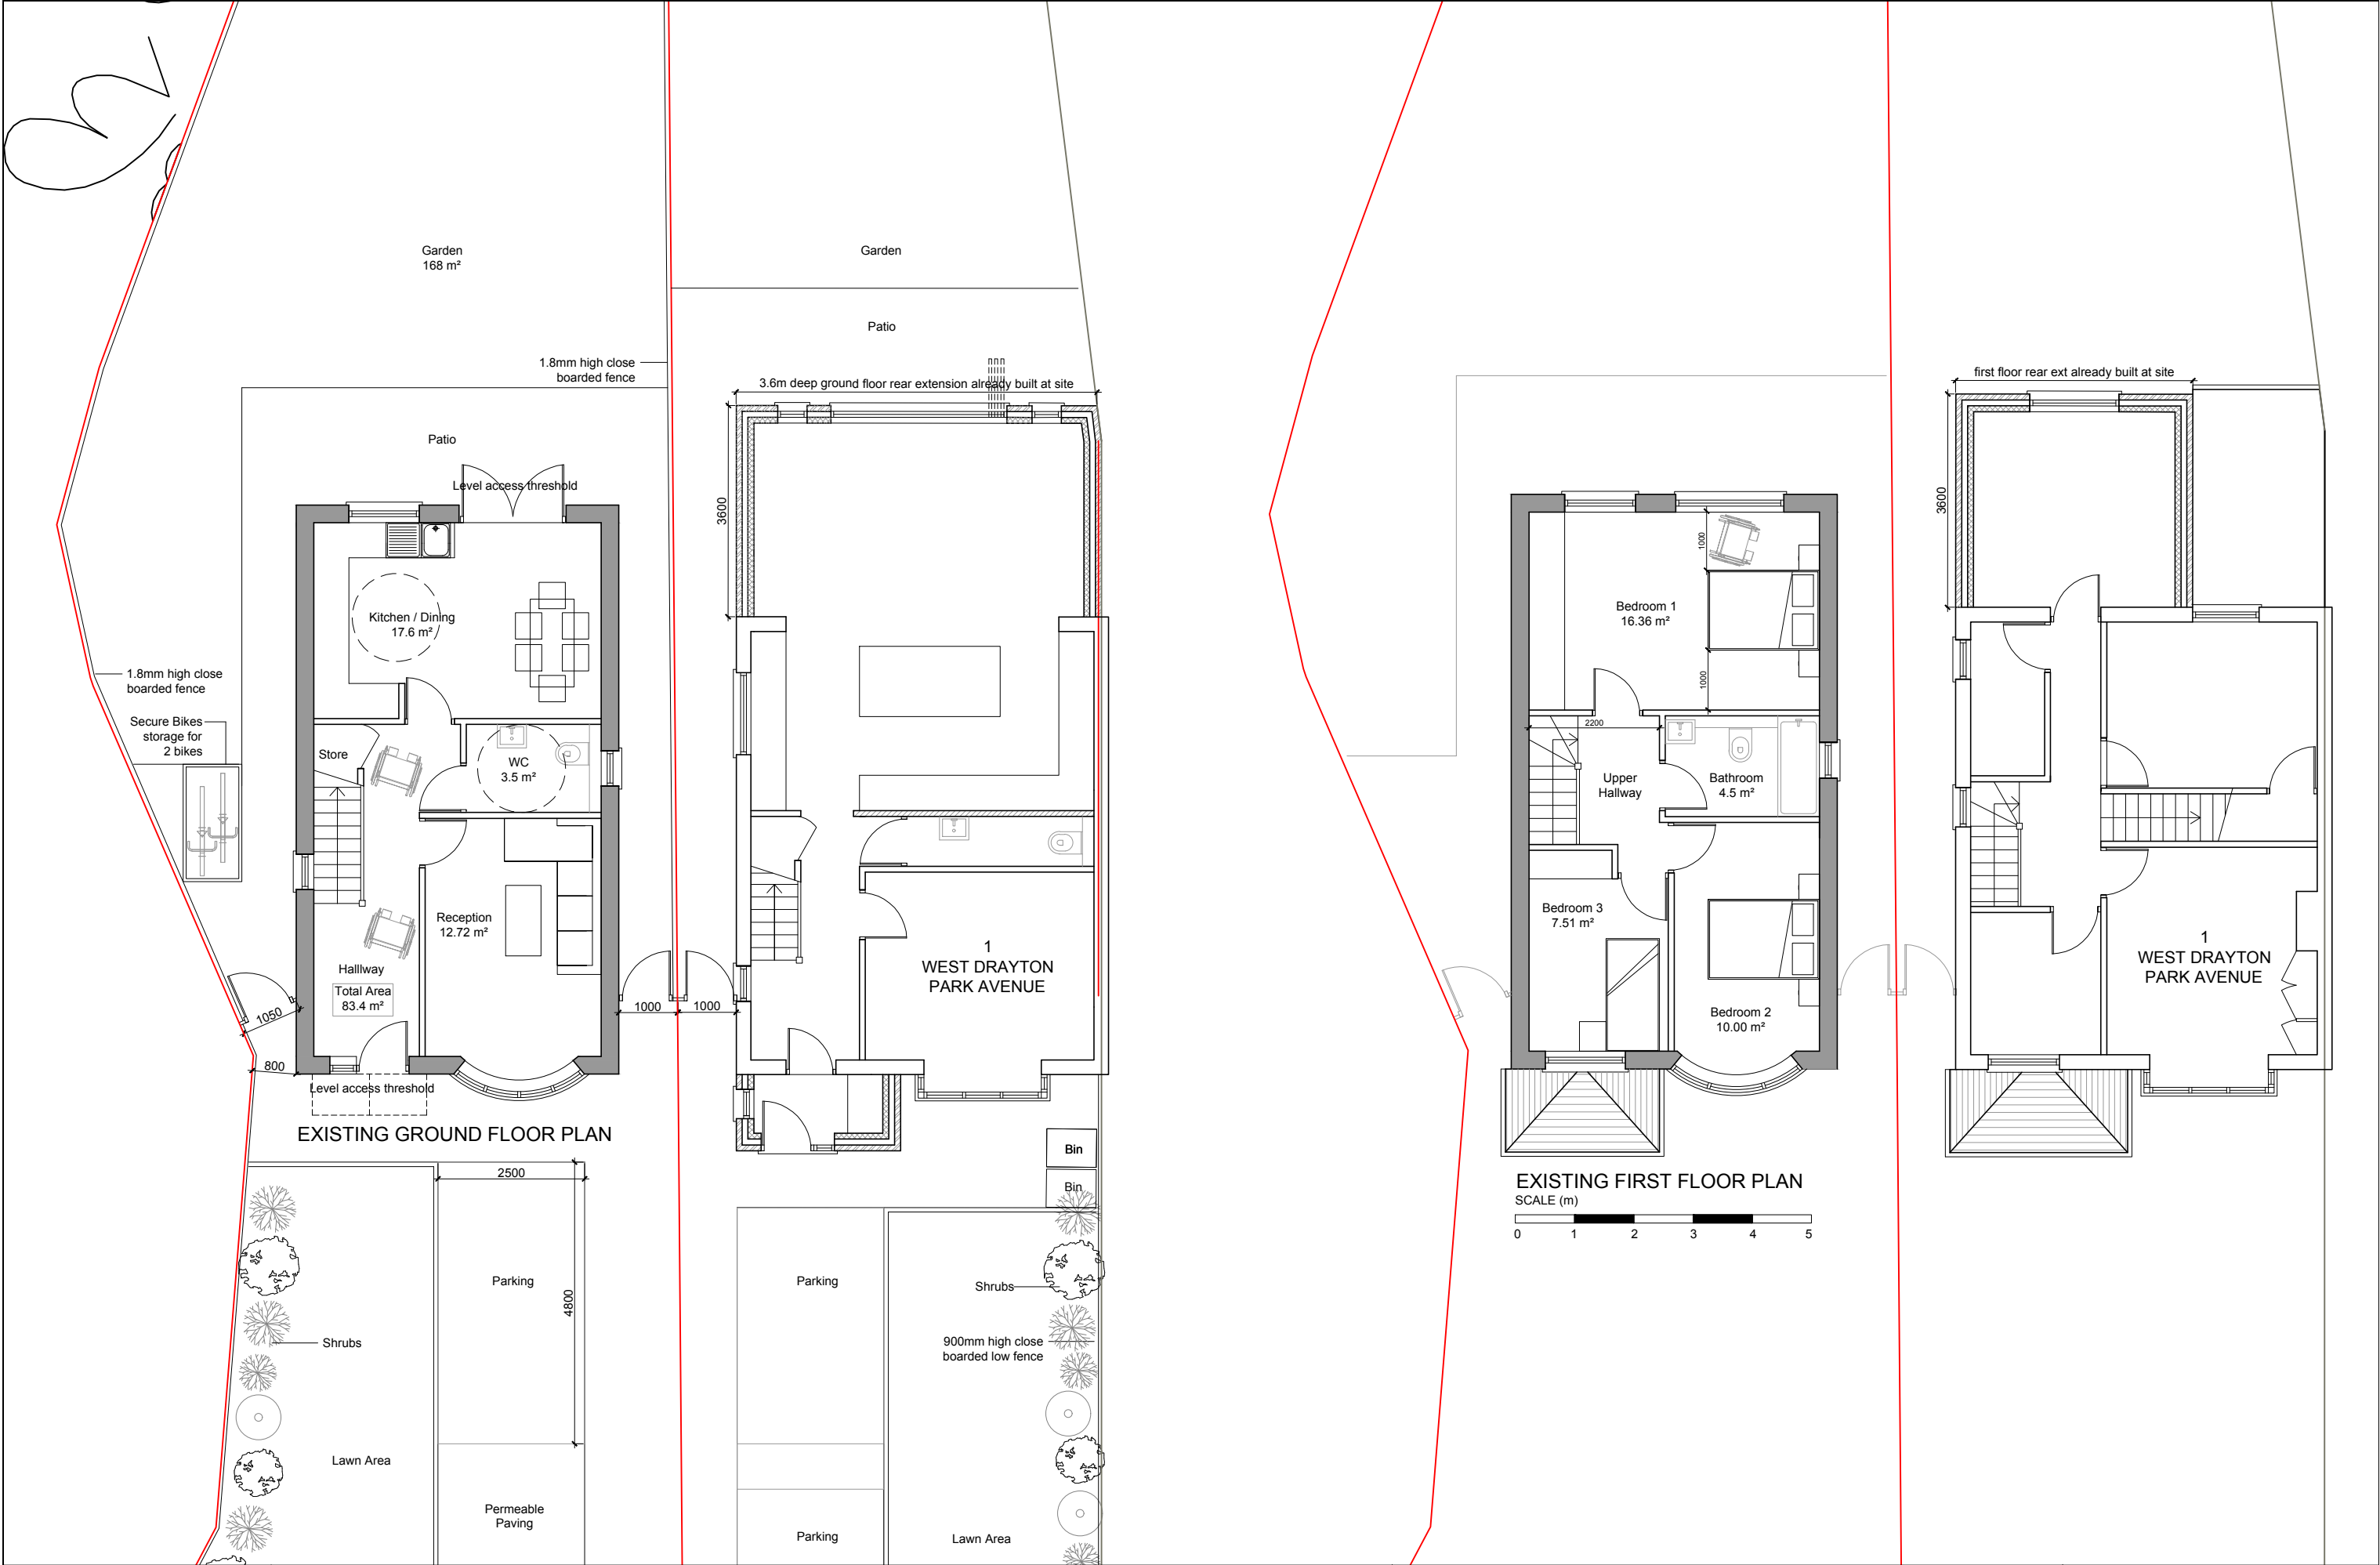 Garden
168 m²
Garden
Patio
1.8mm high close
boarded fence
3.6m deep ground floor rear extension already built at site
3600
Patio
Level access threshold
Kitchen / Dining
17.6 m²
1.8mm high close
boarded fence
Secure Bikes
storage for
2 bikes
Store
WC
3.5 m²
Reception
12.72 m²
Halllway
Total Area
83.4 m²
1050
800
1000
1000
1
WEST DRAYTON
PARK AVENUE
Level access threshold
EXISTING GROUND FLOOR PLAN
2500
4800
Bin
Bin
Parking
Parking
Shrubs
Shrubs
900mm high close
boarded low fence
Lawn Area
Permeable
Paving
Parking
Lawn Area
first floor rear ext already built at site
3600
1000
Bedroom 1
16.36 m²
1000
2200
Upper
Hallway
Bathroom
4.5 m²
Bedroom 3
7.51 m²
Bedroom 2
10.00 m²
1
WEST DRAYTON
PARK AVENUE
EXISTING FIRST FLOOR PLAN
SCALE (m)
0 1 2 3 4 5